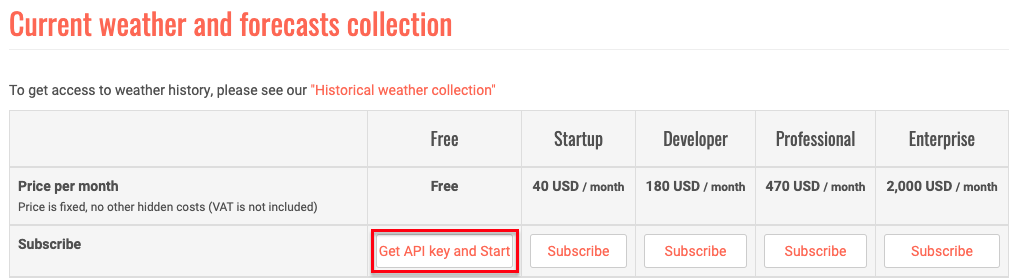 Current weather and forecasts collection
To get access to weather history, please see our "Historical weather collection"
Free Startup Developer Professional Enterprise
Price per month Free 40 USD / month 180 USD / month 470 USD / month 2,000 USD / month
Price is fixed, no other hidden costs (VAT is not included)
Subscribe Get API key and Start Subscribe Subscribe Subscribe Subscribe